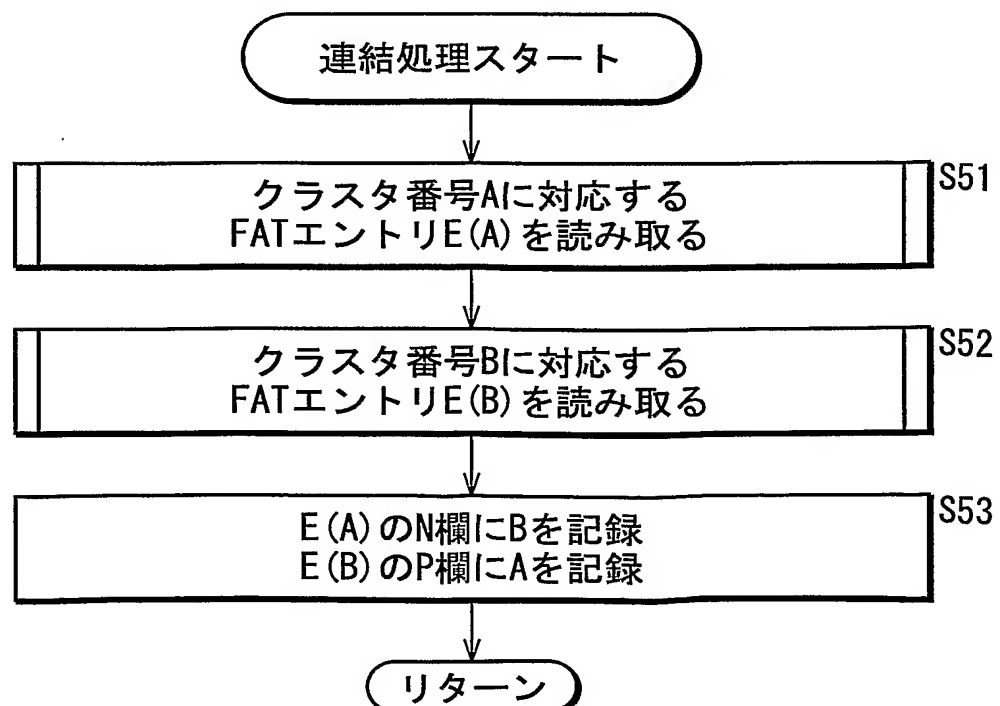 連結処理スタート
クラスタ番号Aに対応する
FATエントリE(A)を読み取る
S51
クラスタ番号Bに対応する
FATエントリE(B)を読み取る
S52
E(A)のN欄にBを記録
E(B)のP欄にAを記録
S53
リターン